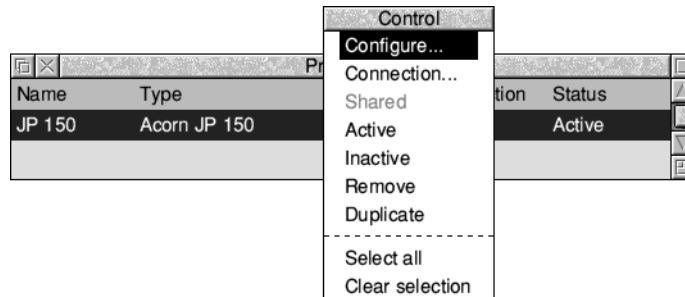 Control
Configure...
Pr
Connection...
Name Type tion Status
Shared
JP 150 Acorn JP 150 Active
Active
Inactive
Remove
Duplicate
Select all
Clear selection